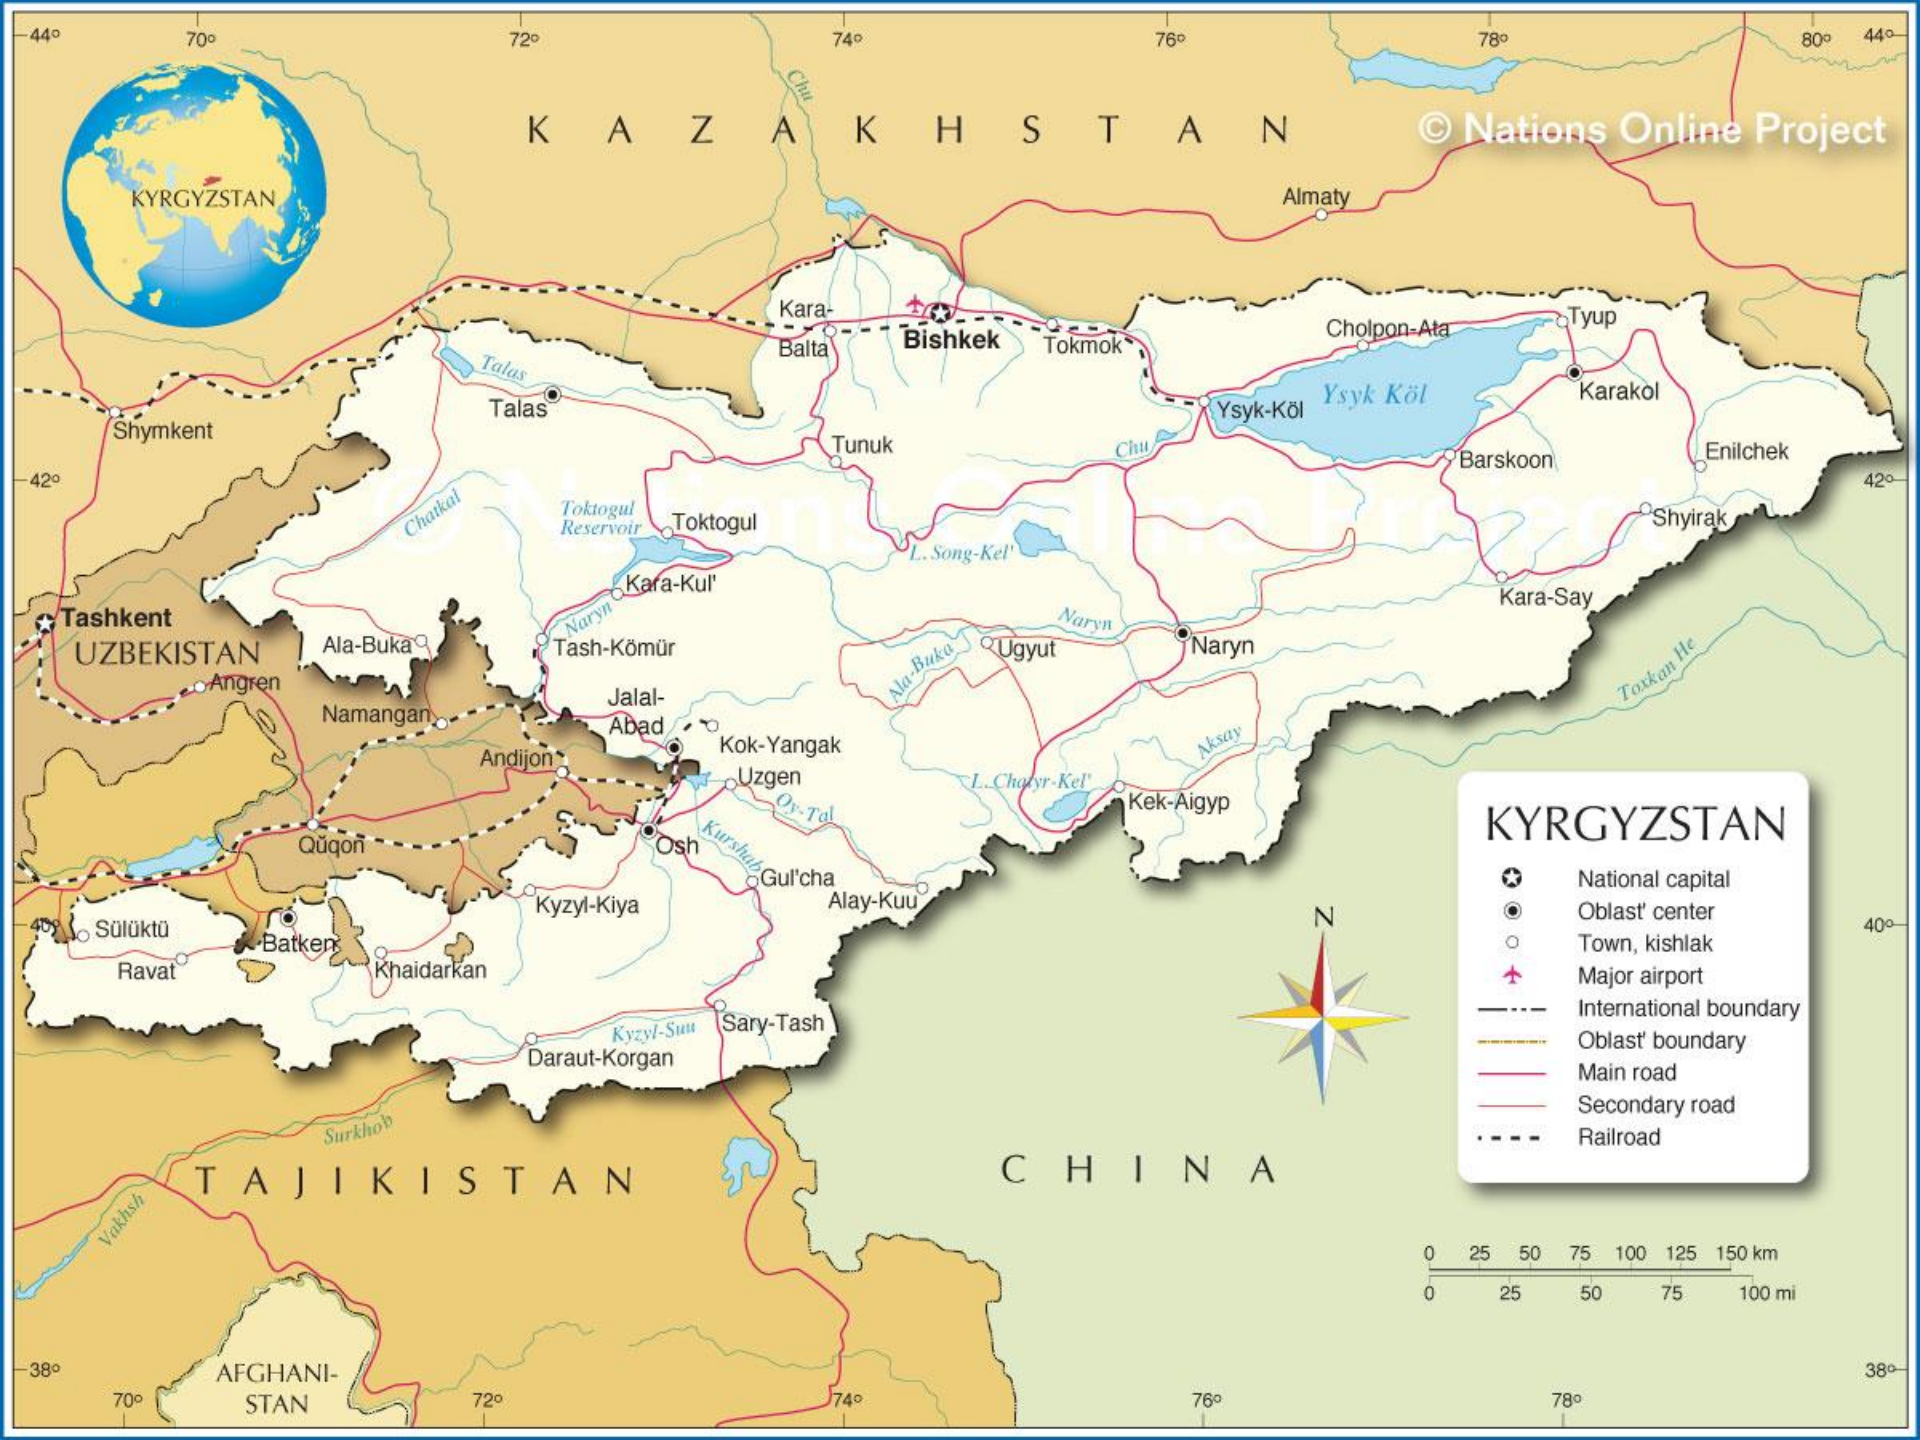 44°
70°
72°
74°
76°
78°
80°
44°
Chu
KAZAKHSTAN
© Nations Online Project
KYRGYZSTAN
Almaty
Kara-
Balta
Bishkek
Tokmok
Cholpon-Ata
Tyup
Talas
Talas
Ysyk-Köl
Ysyk Köl
Karakol
Shymkent
Tunuk
Chu
Barskoon
Enilchek
42°
42°
Chatkal
© Nations Online Project
Toktogul
Reservoir
Toktogul
Shyirak
L. Song-Kel'
Kara-Kul'
Kara-Say
Naryn
Tashkent
UZBEKISTAN
Ala-Buka
Tash-Kömür
Naryn
Ala-Buka
Ugyut
Naryn
Toxkan He
Angren
Namangan
Jalal-
Abad
Kok-Yangak
Andijon
Uzgen
Aksay
L. Chatyr-Kel'
Kek-Aigyp
Oy-Tal
Qŭqon
Osh
Kurshab
Gul'cha
Alay-Kuu
Kyzyl-Kiya
40°
40°
Sülüktü
Batken
Ravat
Khaidarkan
Sary-Tash
Kyzyl-Suu
Daraut-Korgan
Surkhob
TAJIKISTAN
CHINA
Vakhsh
AFGHANI-
STAN
N
KYRGYZSTAN
National capital
Oblast' center
Town, kishlak
Major airport
International boundary
Oblast' boundary
Main road
Secondary road
Railroad
0 25 50 75 100 125 150 km
0 25 50 75 100 mi
38°
38°
70°
72°
74°
76°
78°